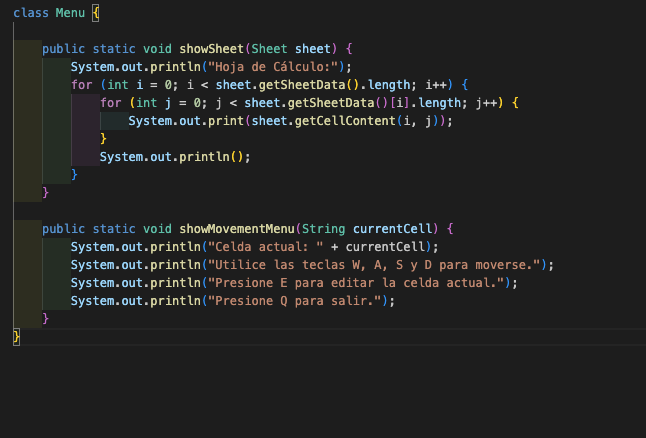 class Menu {
    public static void showSheet(Sheet sheet) {
        System.out.println("Hoja de Cálculo:");
        for (int i = 0; i < sheet.getSheetData().length; i++) {
            for (int j = 0; j < sheet.getSheetData()[i].length; j++) {
                System.out.print(sheet.getCellContent(i, j));
            }
            System.out.println();
        }
    }
    public static void showMovementMenu(String currentCell) {
        System.out.println("Celda actual: " + currentCell);
        System.out.println("Utilice las teclas W, A, S y D para moverse.");
        System.out.println("Presione E para editar la celda actual.");
        System.out.println("Presione Q para salir.");
    }
}